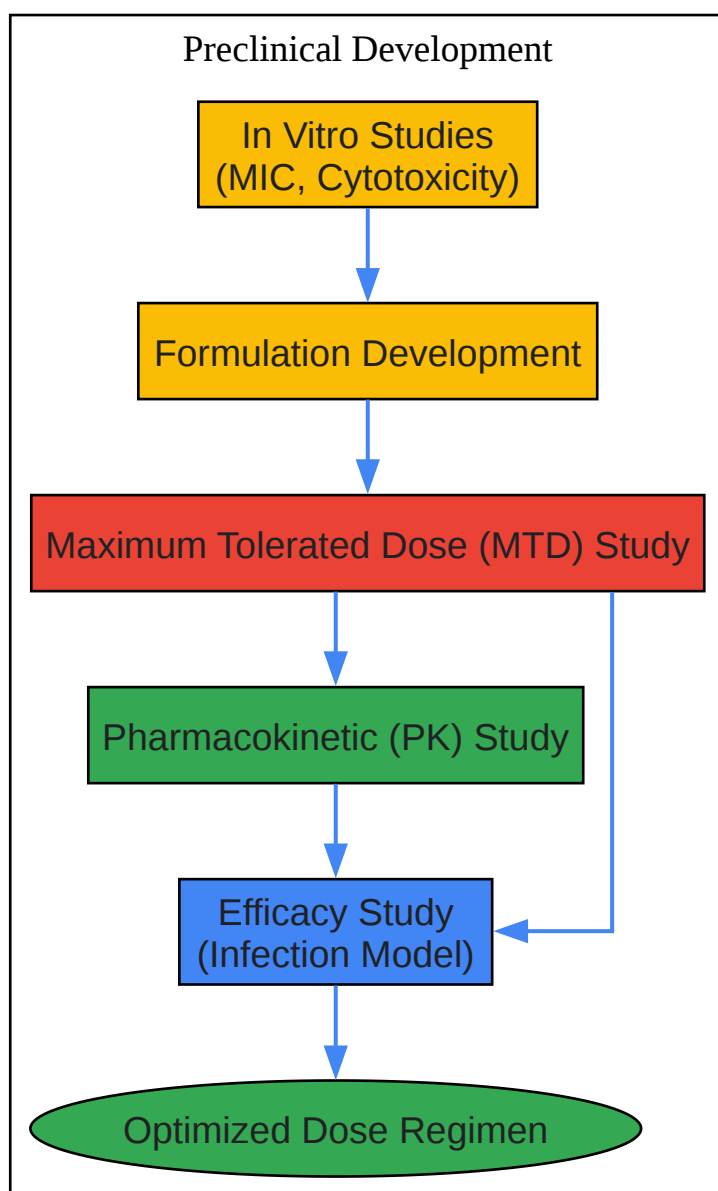 Preclinical Development
In Vitro Studies
(MIC, Cytotoxicity)
Formulation Development
Maximum Tolerated Dose (MTD) Study
Pharmacokinetic (PK) Study
Efficacy Study
(Infection Model)
Optimized Dose Regimen